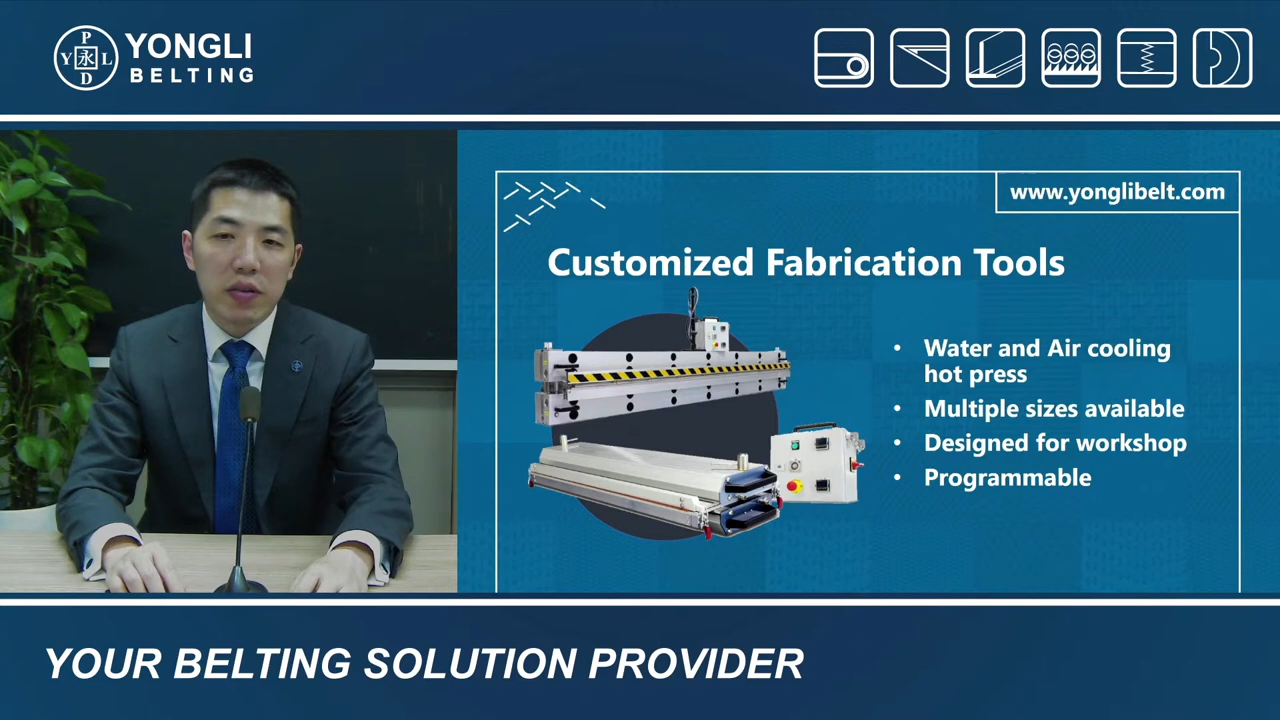 P
Y 永 L
D
YONGLI
BELTING
www.yonglibelt.com
Customized Fabrication Tools
• Water and Air cooling
hot press
• Multiple sizes available
• Designed for workshop
• Programmable
YOUR BELTING SOLUTION PROVIDER